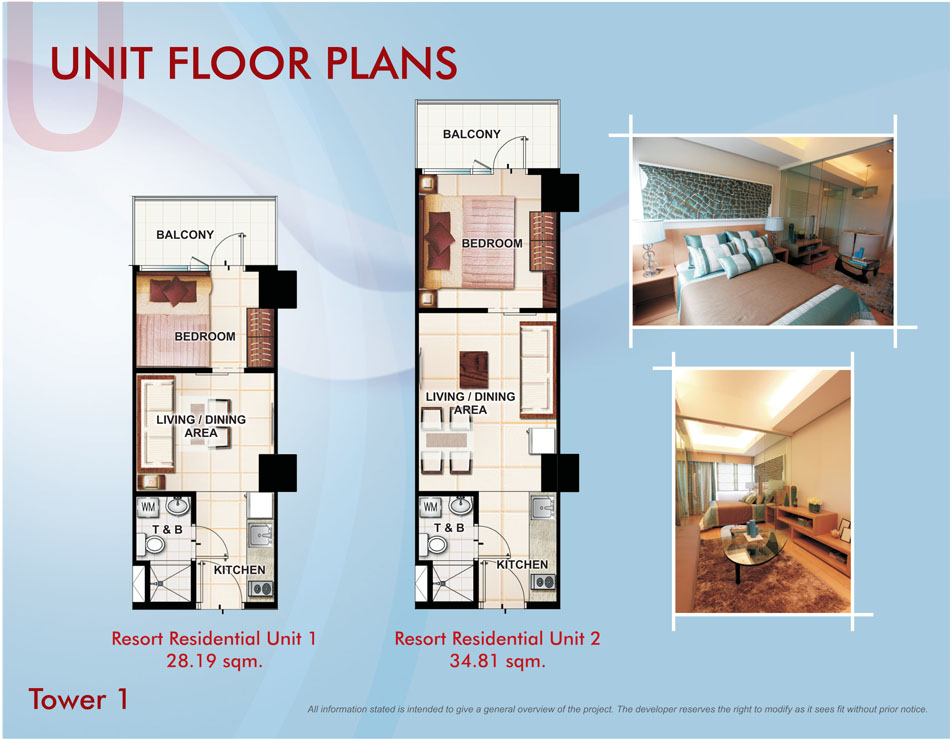 U
UNIT FLOOR PLANS
BALCONY
BEDROOM
LIVING / DINING
AREA
WM
T & B
KITCHEN
Resort Residential Unit 1
28.19 sqm.
BALCONY
BEDROOM
LIVING / DINING
AREA
WM
T & B
KITCHEN
Resort Residential Unit 2
34.81 sqm.
Tower 1
All information stated is intended to give a general overview of the project. The developer reserves the right to modify as it sees fit without prior notice.